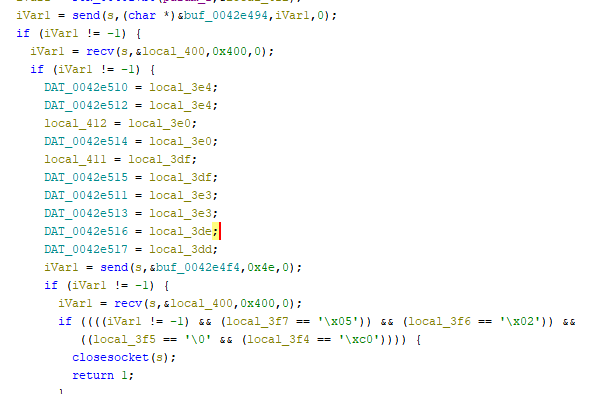 iVar1 = send(s,(char *)&buf_0042e494,iVar1,0);
if (iVar1 != -1) {
iVar1 = recv(s,&local_400,0x400,0);
if (iVar1 != -1) {
DAT_0042e510 = local_3e4;
DAT_0042e512 = local_3e4;
local_412 = local_3e0;
DAT_0042e514 = local_3e0;
local_411 = local_3df;
DAT_0042e515 = local_3df;
DAT_0042e511 = local_3e3;
DAT_0042e513 = local_3e3;
DAT_0042e516 = local_3de;
DAT_0042e517 = local_3dd;
iVar1 = send(s,&buf_0042e4f4,0x4e,0);
if (iVar1 != -1) {
iVar1 = recv(s,&local_400,0x400,0);
if ((((iVar1 != -1) && (local_3f7 == '\x05')) && (local_3f6 == '\x02')) &&
((local_3f5 == '\0' && (local_3f4 == '\xc0')))) {
closesocket(s);
return 1;